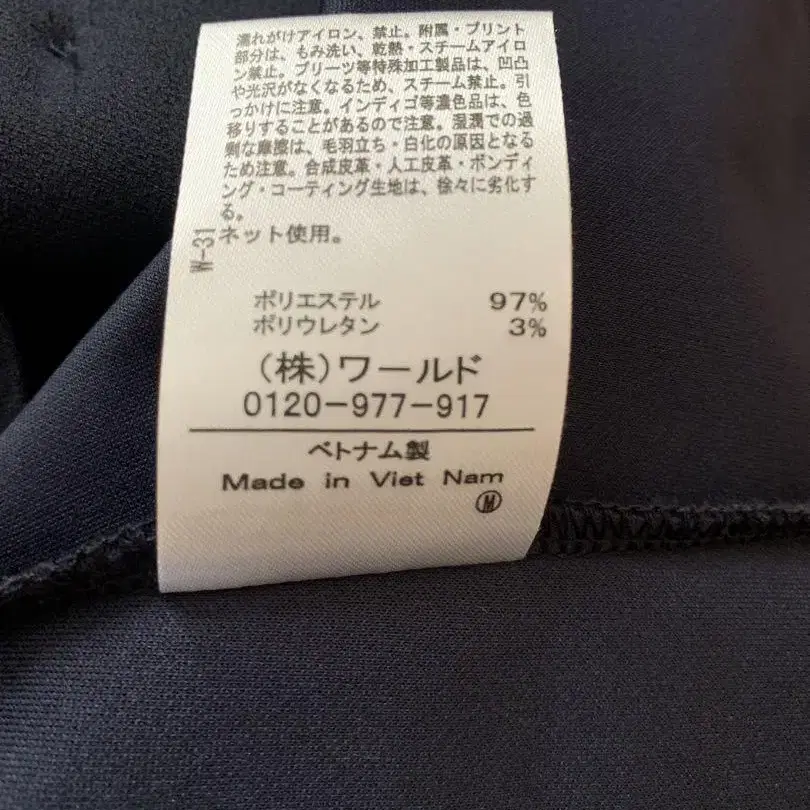 濡れがけアイロン、禁止。附属・プリント
部分は、もみ洗い、乾熱・スチームアイロ
ン禁止。プリーツ等特殊加工製品は、凹凸
や光沢がなくなるため、スチーム禁止。引
っかけに注意。インディゴ等濃色品は、色
移りすることがあるので注意。湿潤での過
剰な摩擦は、毛羽立ち・白化の原因となる
ため注意。合成皮革・人工皮革・ボンディ
ング・コーティング生地は、徐々に劣化す
る。
ネット使用。
W-31
ポリエステル 97%
ポリウレタン 3%
（株）ワールド
0120-977-917
ベトナム製
Made in Viet Nam
Ⓜ